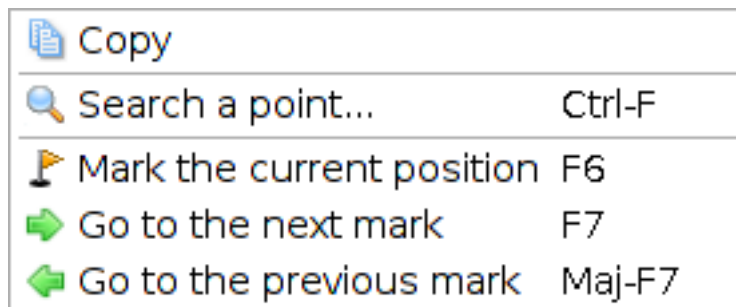 Copy
Search a point... Ctrl-F
Mark the current position F6
Go to the next mark F7
Go to the previous mark Maj-F7